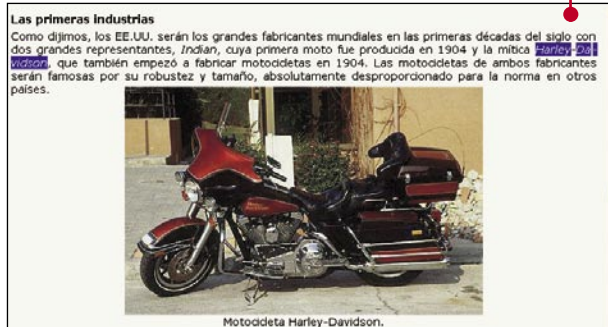 Las primeras industrias
Como dijimos, los EE.UU. serán los grandes fabricantes mundiales en las primeras décadas del siglo con
dos grandes representantes, Indian, cuya primera moto fue producida en 1904 y la mítica Harley-Da-
vidson, que también empezó a fabricar motocicletas en 1904. Las motocicletas de ambos fabricantes
serán famosas por su robustez y tamaño, absolutamente desproporcionado para la norma en otros
países.
Motocicleta Harley-Davidson.